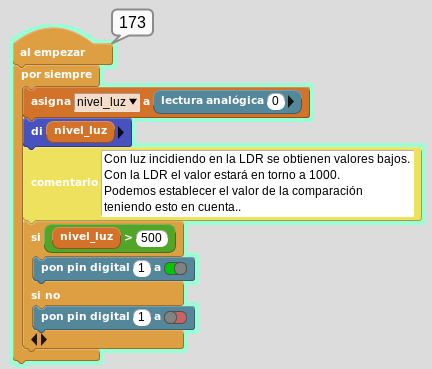 173
al empezar
por siempre
asigna nivel_luz a lectura analógica 0
di nivel_luz
comentario
Con luz incidiendo en la LDR se obtienen valores bajos.
Con la LDR el valor estará en torno a 1000.
Podemos establecer el valor de la comparación
teniendo esto en cuenta..
si nivel_luz > 500
pon pin digital 1 a
si no
pon pin digital 1 a